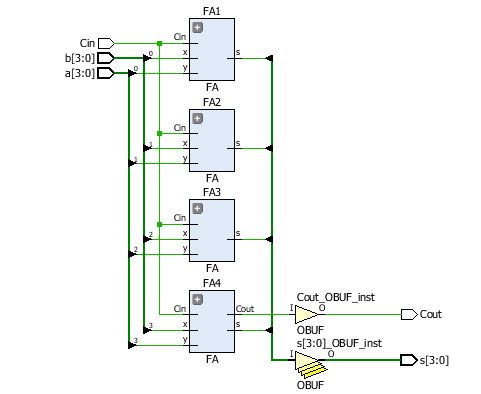 FA1
Cin
Cin
b[3:0]
0
x
s
a[3:0]
0
y
FA
FA2
Cin
1
x
s
1
y
FA
FA3
Cin
2
x
s
2
y
FA
FA4
Cout_OBUF_inst
Cin
Cout
I
O
Cout
3
x
s
OBUF
3
y
s[3:0]_OBUF_inst
FA
I
O
s[3:0]
OBUF